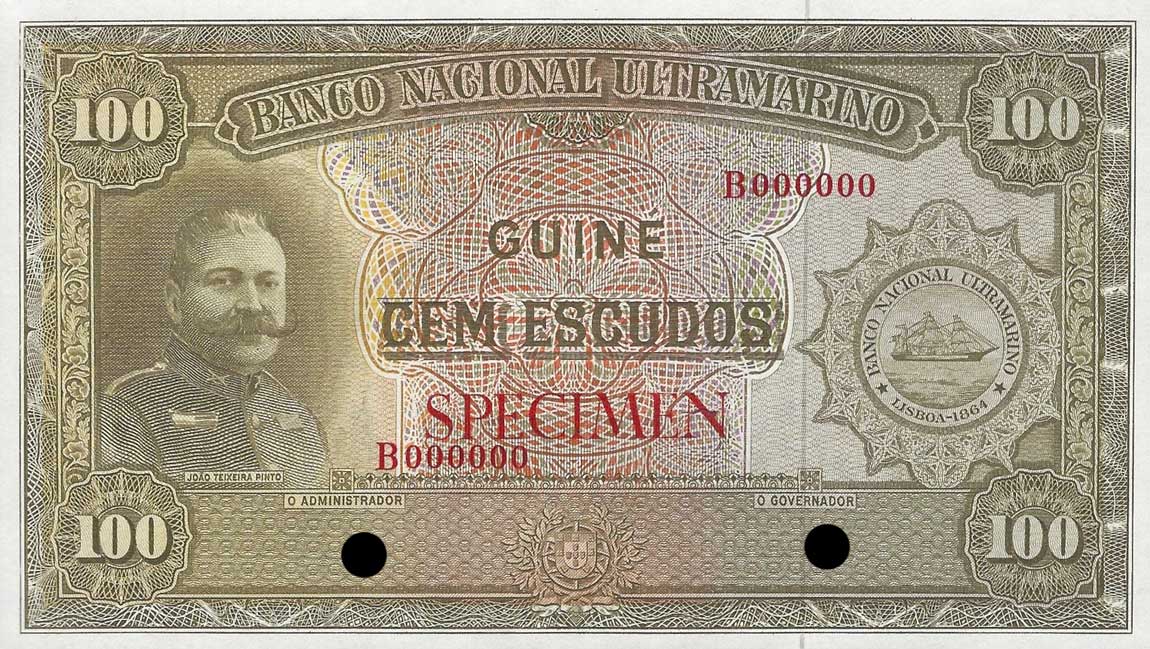 BANCO NACIONAL ULTRAMARINO
100
100
B000000
GUINÉ
CEM ESCUDOS
BANCO NACIONAL ULTRAMARINO
LISBOA-1864
SPECIMEN
B000000
JOÃO TEIXEIRA PINTO
O ADMINISTRADOR
O GOVERNADOR
100
100